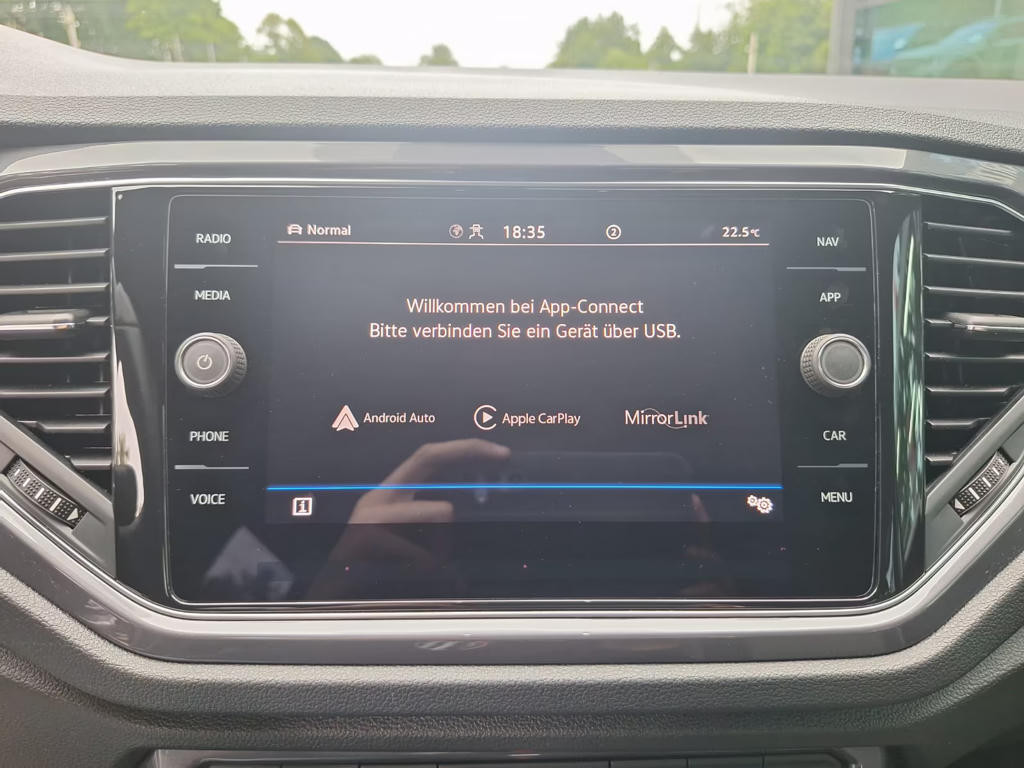 Normal 18:35 2 22.5°C
RADIO
MEDIA
PHONE
VOICE
Willkommen bei App-Connect
Bitte verbinden Sie ein Gerät über USB.
Android Auto Apple CarPlay MirrorLink
i
NAV
APP
CAR
MENU